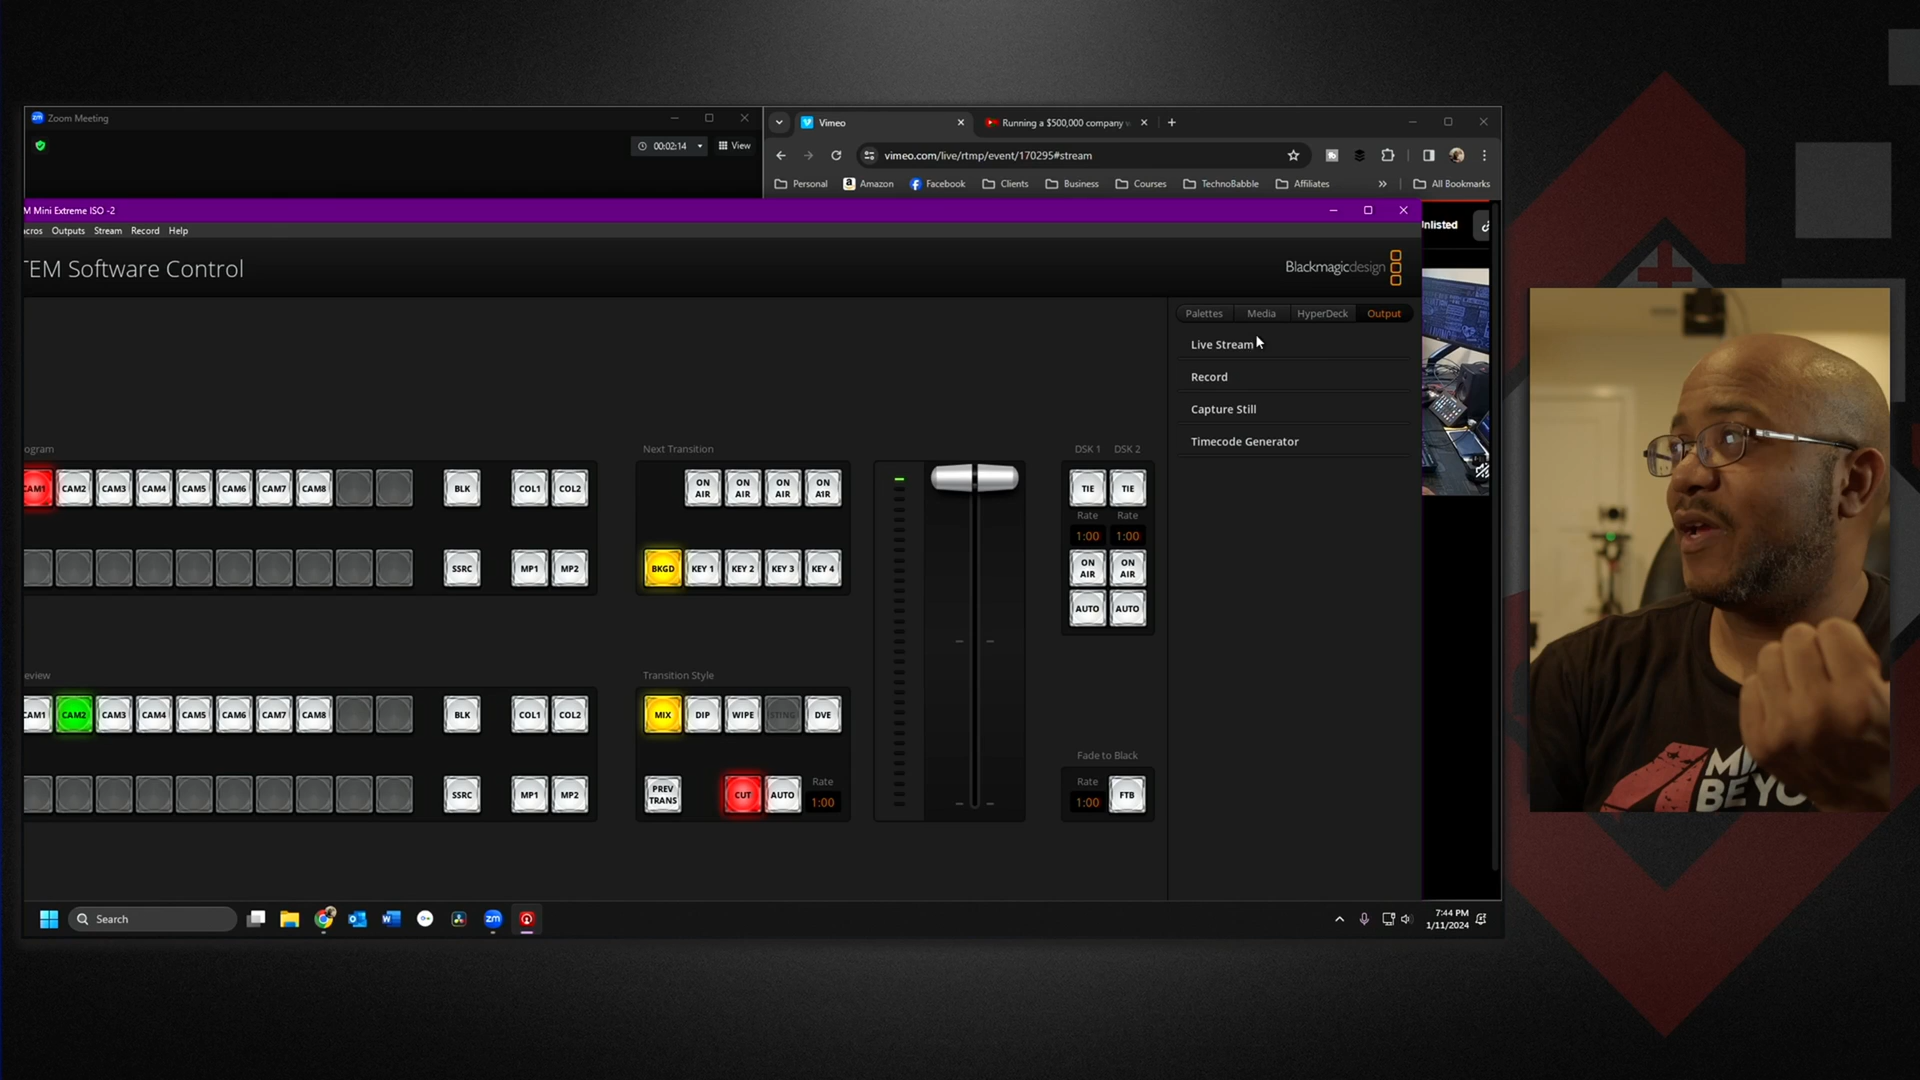 zm Zoom Meeting
00:02:14 View
Vimeo
Running a $500,000 company
vimeo.com/live/rtmp/event/170295#stream
Personal Amazon Facebook Clients Business Courses TechnoBabble Affiliates » All Bookmarks
M Mini Extreme ISO -2
acros Outputs Stream Record Help
TEM Software Control
Blackmagicdesign
nlisted
Palettes Media HyperDeck Output
Live Stream
Record
Capture Still
Timecode Generator
ogram
CAM1 CAM2 CAM3 CAM4 CAM5 CAM6 CAM7 CAM8 BLK COL1 COL2
SSRC MP1 MP2
Next Transition
ON AIR ON AIR ON AIR ON AIR
BKGD KEY 1 KEY 2 KEY 3 KEY 4
DSK 1 DSK 2
TIE TIE
Rate Rate
1:00 1:00
ON AIR ON AIR
AUTO AUTO
eview
CAM1 CAM2 CAM3 CAM4 CAM5 CAM6 CAM7 CAM8 BLK COL1 COL2
SSRC MP1 MP2
Transition Style
MIX DIP WIPE STING DVE
PREV TRANS CUT AUTO Rate
1:00
Fade to Black
Rate
1:00 FTB
BEYO
Search
zm
7:44 PM
1/11/2024